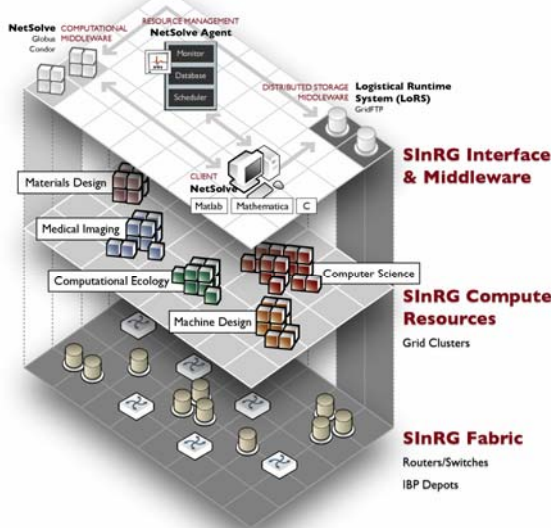 NetSolve
Globus
Condor
COMPUTATIONAL
MIDDLEWARE
RESOURCE MANAGEMENT
NetSolve Agent
Monitor
Database
Scheduler
DISTRIBUTED STORAGE
MIDDLEWARE
Logistical Runtime
System (LoRS)
GridFTP
CLIENT
NetSolve
Matlab
Mathematica
C
SInRG Interface
& Middleware
Materials Design
Medical Imaging
Computational Ecology
Computer Science
Machine Design
SInRG Compute
Resources
Grid Clusters
SInRG Fabric
Routers/Switches
IBP Depots